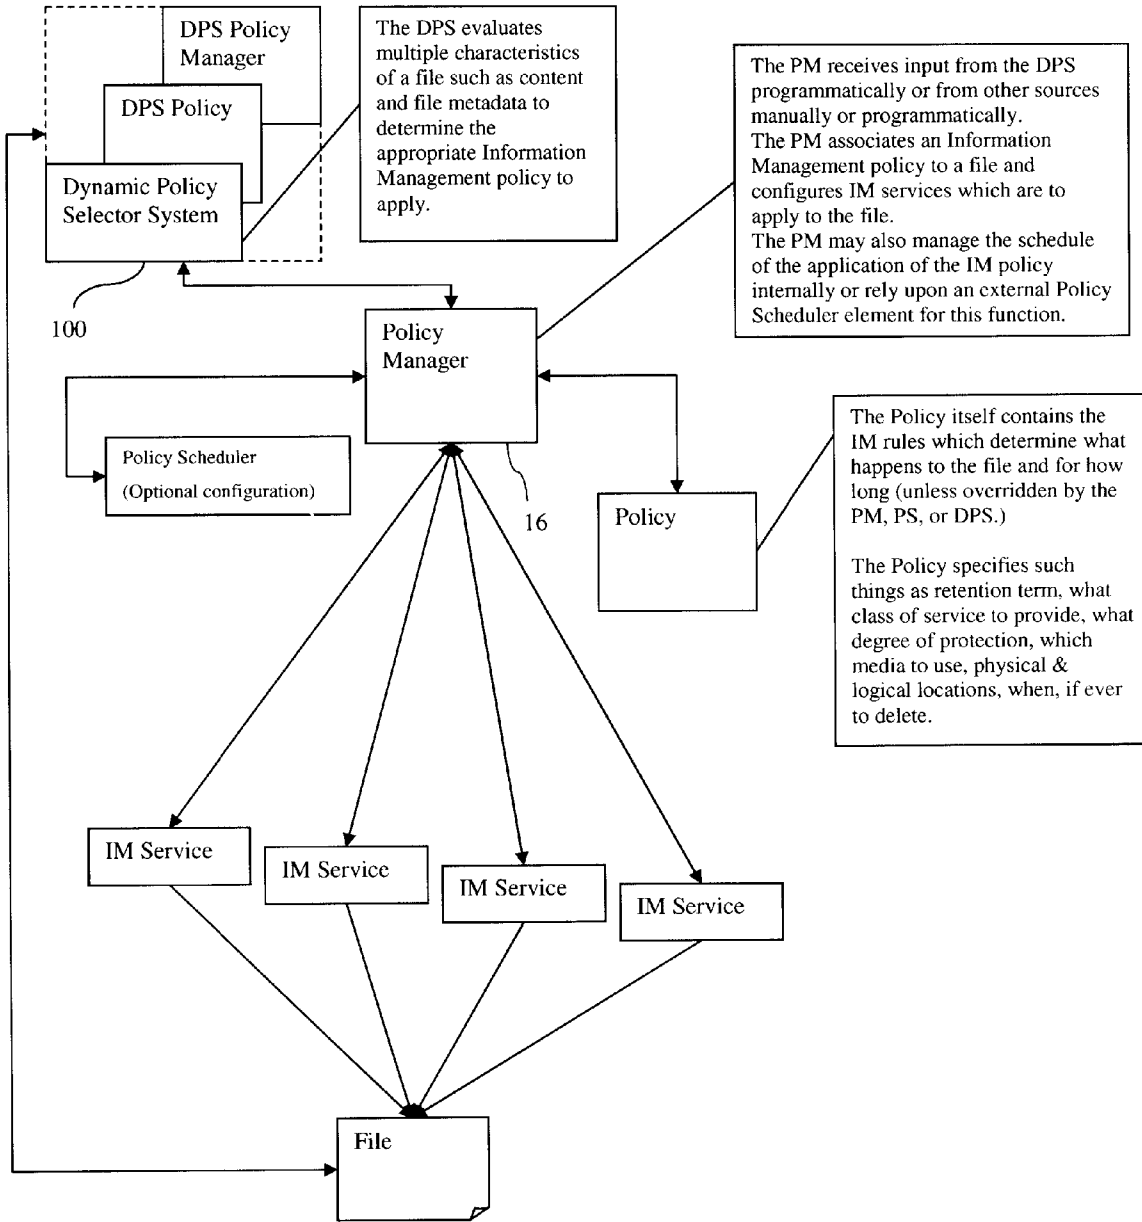 DPS Policy
Manager
DPS Policy
Dynamic Policy
Selector System
100
The DPS evaluates
multiple characteristics
of a file such as content
and file metadata to
determine the
appropriate Information
Management policy to
apply.
The PM receives input from the DPS
programmatically or from other sources
manually or programmatically.
The PM associates an Information
Management policy to a file and
configures IM services which are to
apply to the file.
The PM may also manage the schedule
of the application of the IM policy
internally or rely upon an external Policy
Scheduler element for this function.
Policy
Manager
16
Policy Scheduler
(Optional configuration)
Policy
The Policy itself contains the
IM rules which determine what
happens to the file and for how
long (unless overridden by the
PM, PS, or DPS.)
The Policy specifies such
things as retention term, what
class of service to provide, what
degree of protection, which
media to use, physical &
logical locations, when, if ever
to delete.
IM Service
IM Service
IM Service
IM Service
File